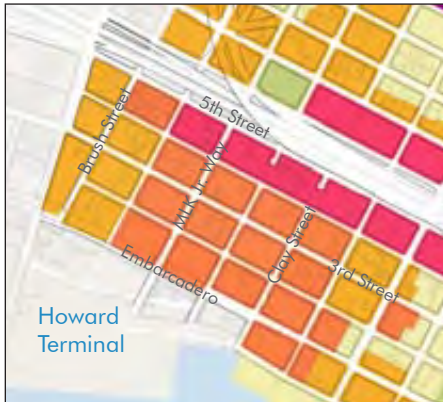 5th Street
Brush Street
MLK Jr. Way
Clay Street
3rd Street
Embarcadero
Howard
Terminal